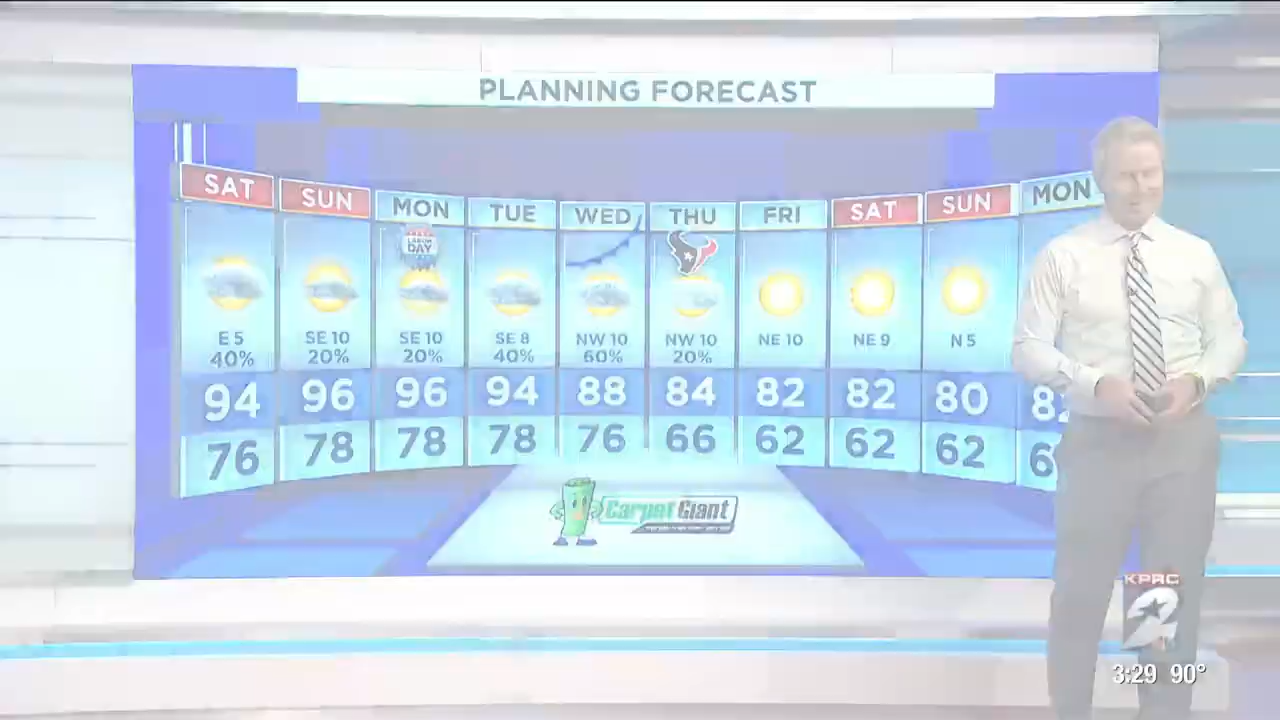 PLANNING FORECAST
SAT SUN MON TUE WED THU FRI SAT SUN MON
LABOR
DAY
E 5 SE 10 SE 10 SE 8 NW 10 NW 10 NE 10 NE 9 N 5
40% 20% 20% 40% 60% 20%
94 96 96 94 88 84 82 82 80
76 78 78 78 76 66 62 62 62
Carpet Giant
KPRC
2
3:29 90°